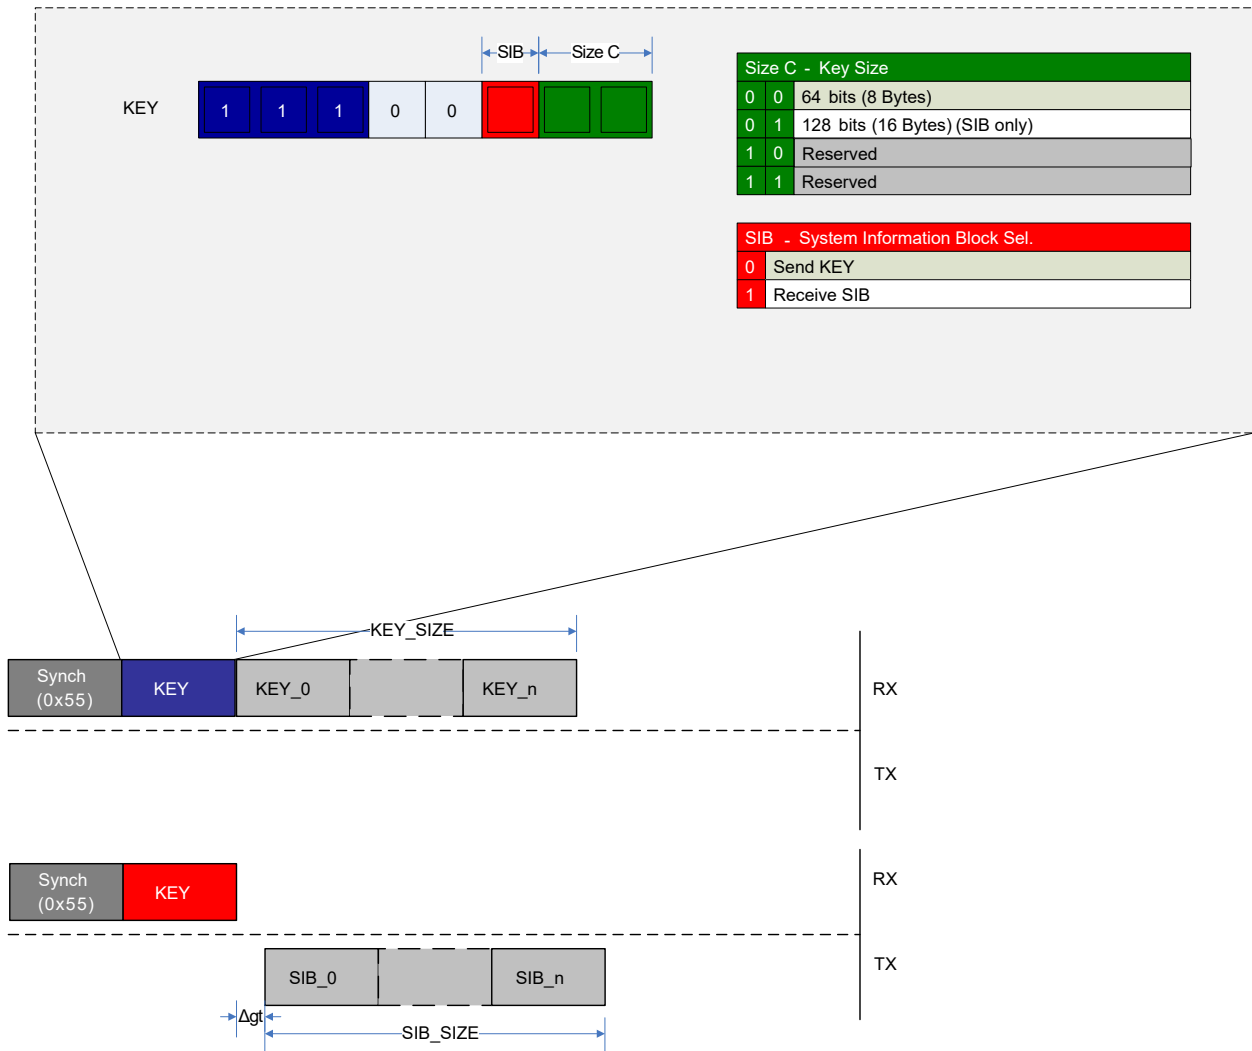 SIB Size C
KEY 1 1 1 0 0
Size C - Key Size
0 0 64 bits (8 Bytes)
0 1 128 bits (16 Bytes) (SIB only)
1 0 Reserved
1 1 Reserved
SIB - System Information Block Sel.
0 Send KEY
1 Receive SIB
KEY_SIZE
Synch
(0x55)
KEY
KEY_0
KEY_n
RX
TX
Synch
(0x55)
KEY
RX
SIB_0
SIB_n
TX
Δgt
SIB_SIZE